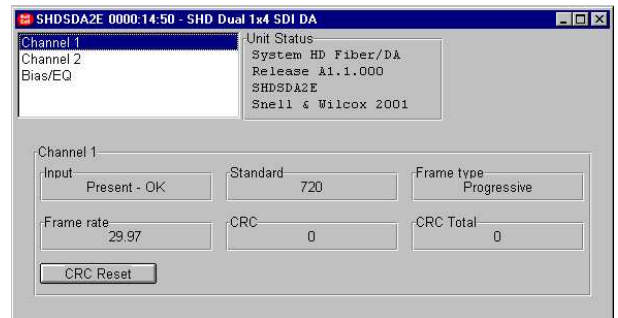 SHDSDA2E 0000:14:50 - SHD Dual 1x4 SDI DA
Channel 1
Channel 2
Bias/EQ
Unit Status
System HD Fiber/DA
Release A1.1.000
SHDSDA2E
Snell & Wilcox 2001
Channel 1
Input
Present - OK
Standard
720
Frame type
Progressive
Frame rate
29.97
CRC
0
CRC Total
0
CRC Reset